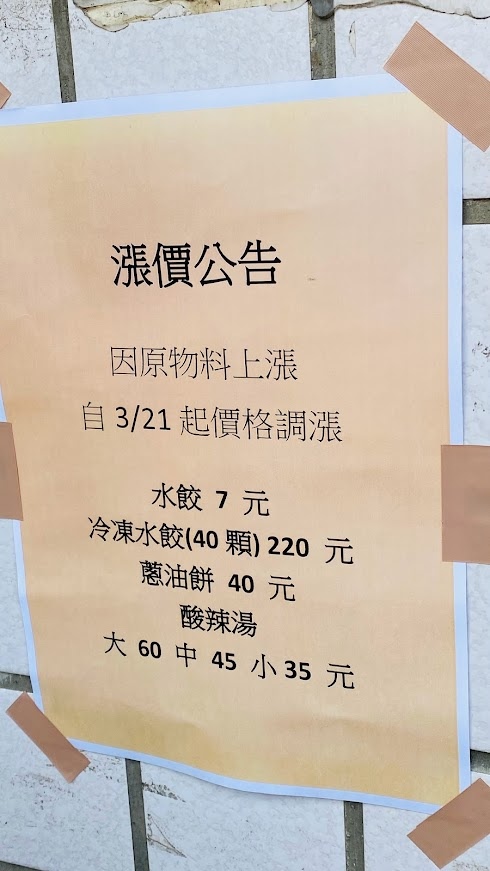 漲價公告
因原物料上漲
自 3/21 起價格調漲
水餃 7 元
冷凍水餃(40 顆) 220 元
蔥油餅 40 元
酸辣湯
大 60 中 45 小 35 元